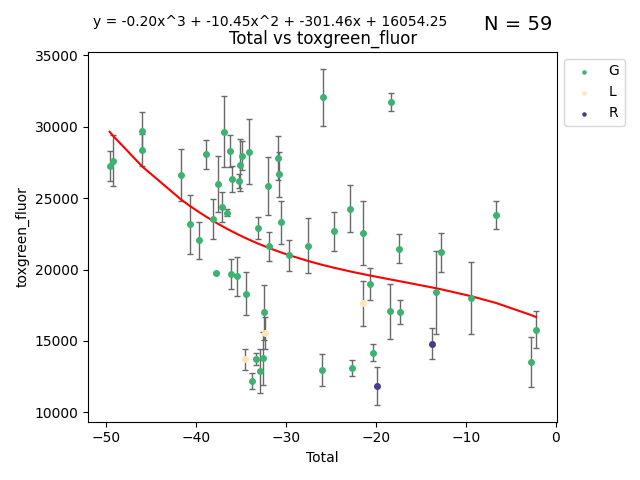 y = -0.20x^3 + -10.45x^2 + -301.46x + 16054.25
N = 59
Total vs toxgreen_fluor
35000
30000
25000
20000
15000
10000
toxgreen_fluor
−50
−40
−30
−20
−10
0
Total
G
L
R